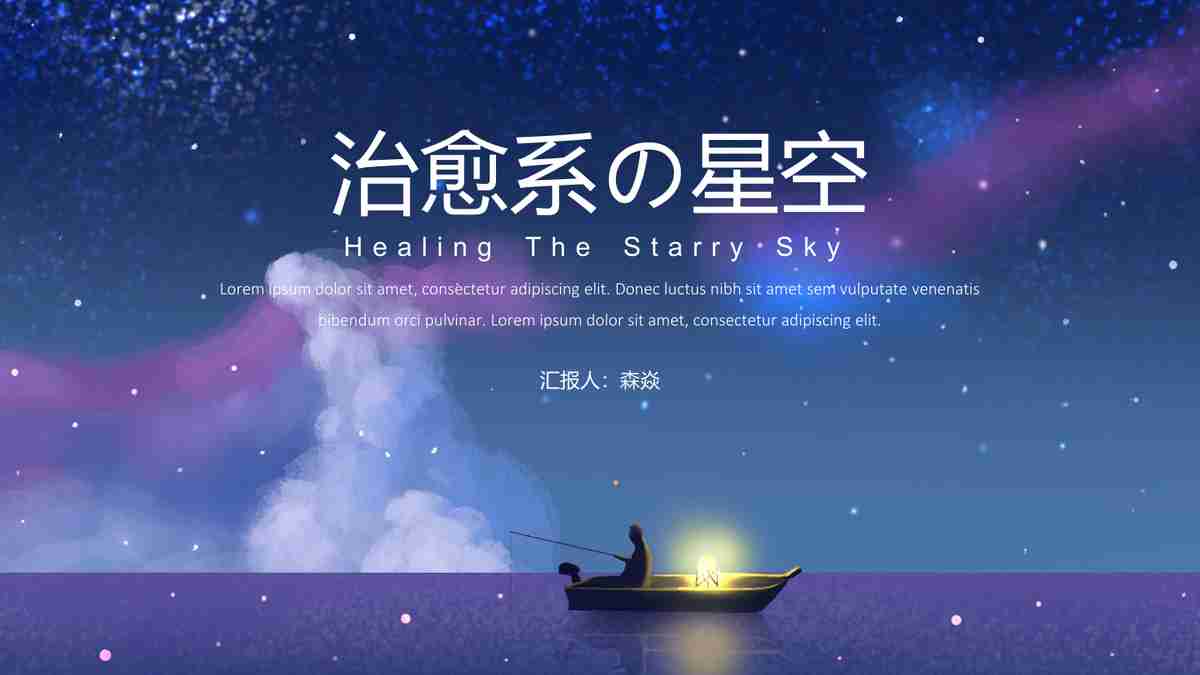 治愈系の星空
Healing The Starry Sky
Lorem ipsum dolor sit amet, consectetur adipiscing elit. Donec luctus nibh sit amet sem vulputate venenatis
bibendum orci pulvinar. Lorem ipsum dolor sit amet, consectetur adipiscing elit.
汇报人：森焱